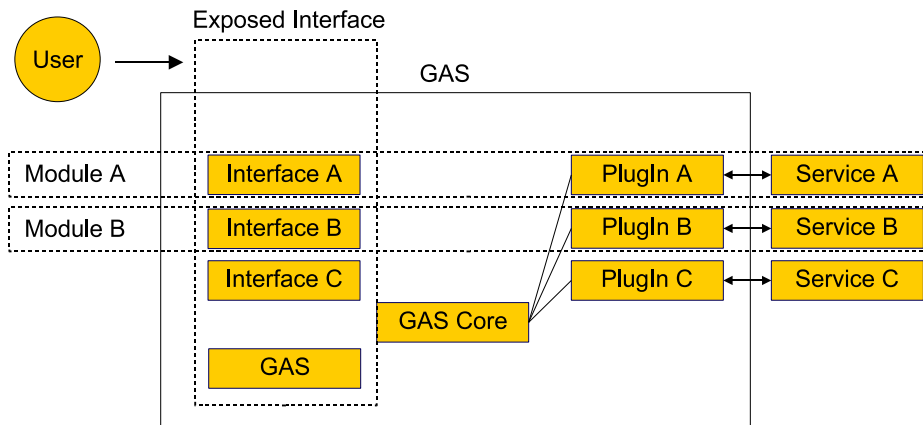 Exposed Interface
User
GAS
Module A
Interface A
PlugIn A
Service A
Module B
Interface B
PlugIn B
Service B
Interface C
PlugIn C
Service C
GAS Core
GAS